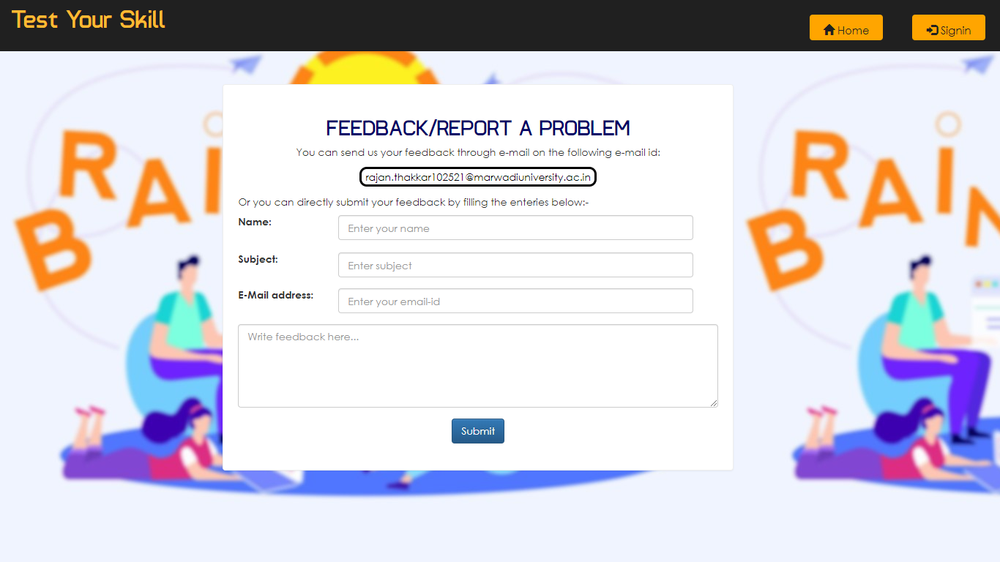 Test Your Skill
Home
Signin
BRAI
BRAIN
FEEDBACK/REPORT A PROBLEM
You can send us your feedback through e-mail on the following e-mail id:
rajan.thakkar102521@marwadiuniversity.ac.in
Or you can directly submit your feedback by filling the enteries below:-
Name:
Enter your name
Subject:
Enter subject
E-Mail address:
Enter your email-id
Write feedback here...
Submit